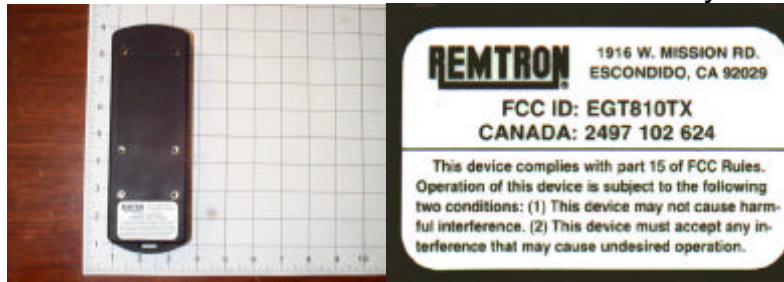 REMTRON®
1916 W. MISSION RD.
ESCONDIDO, CA 92029
FCC ID: EGT810TX
CANADA: 2497 102 624
This device complies with part 15 of FCC Rules.
Operation of this device is subject to the following
two conditions: (1) This device may not cause harm-
ful interference. (2) This device must accept any in-
terference that may cause undesired operation.
REMTRON